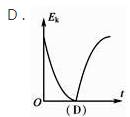 D. Eₖ
O t
(D)